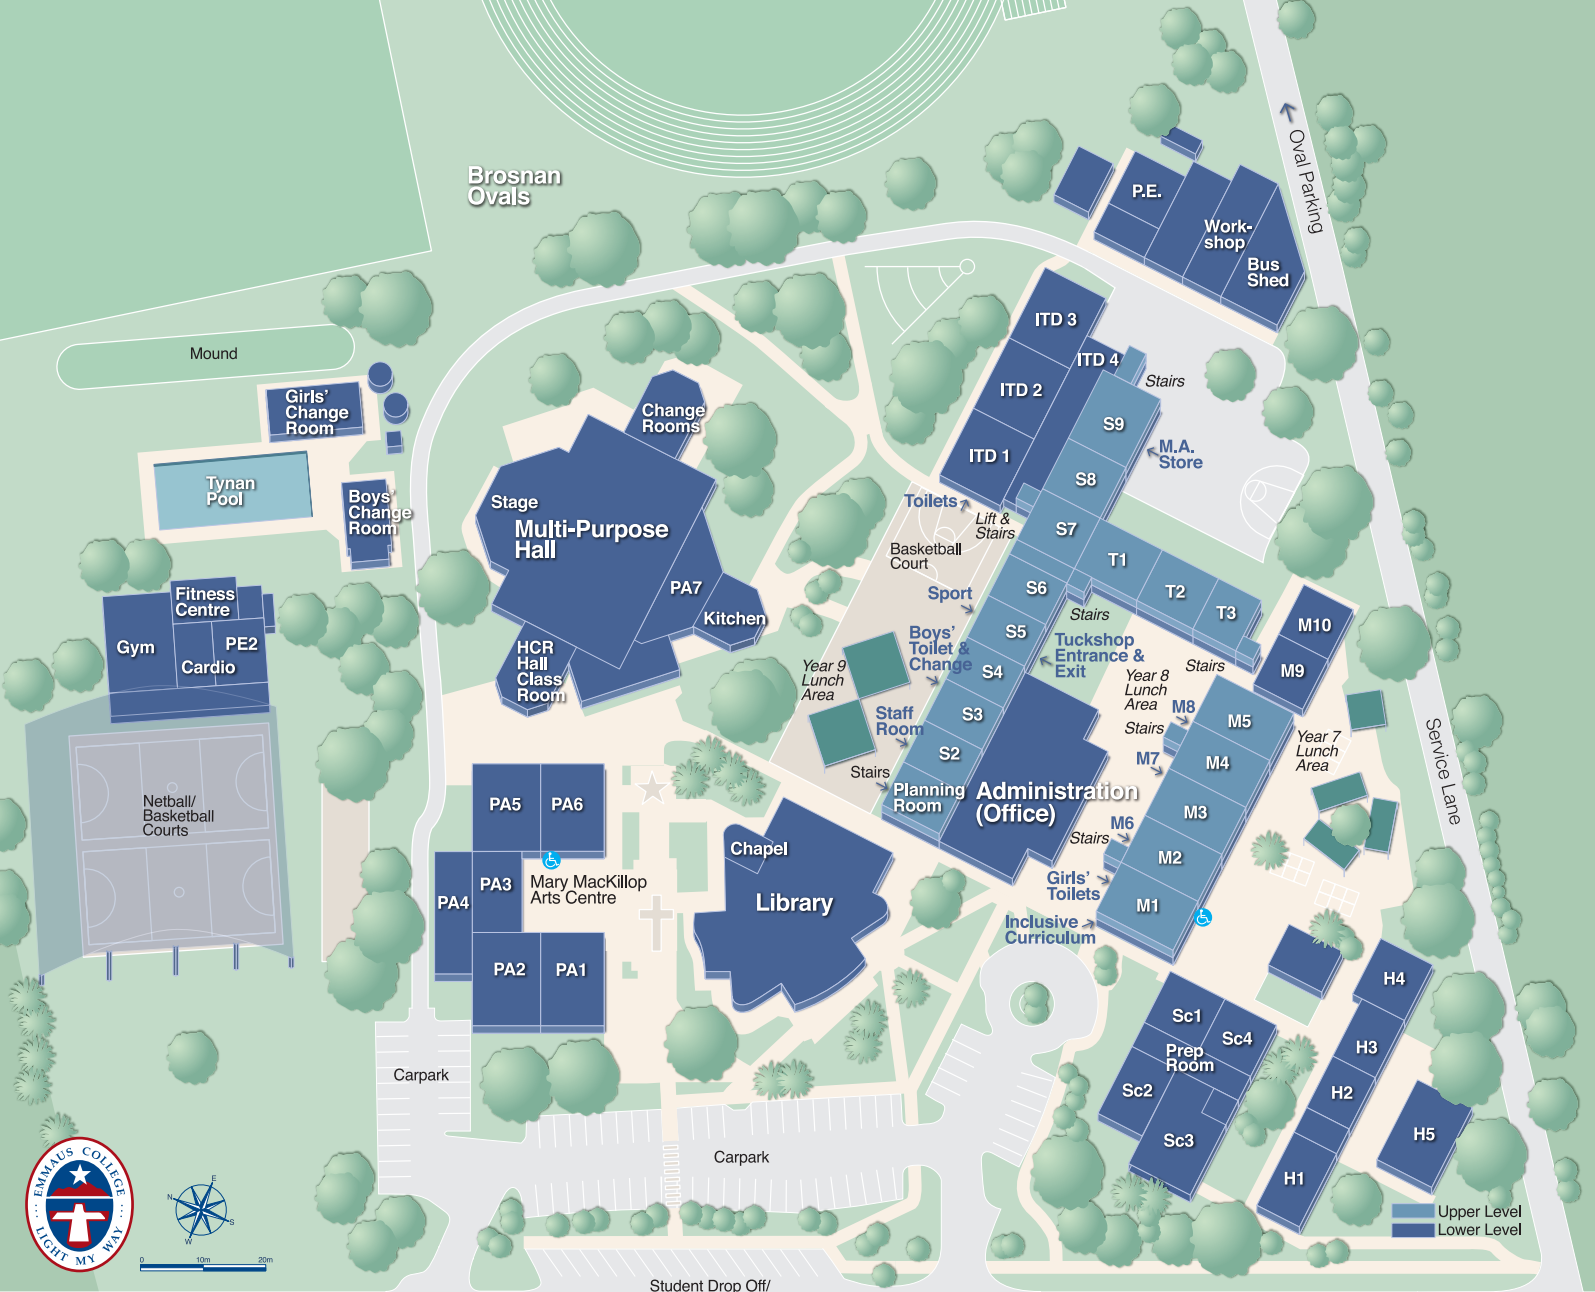 Oval Parking
Brosnan
Ovals
P.E.
Work-
shop
Bus
Shed
Mound
Girls'
Change
Room
Tynan
Pool
Boys'
Change
Room
ITD 3
ITD 4
ITD 2
ITD 1
Stairs
S9
M.A.
Store
S8
Change
Rooms
Stage
Multi-Purpose
Hall
PA7
Kitchen
HCR
Hall
Class
Room
Toilets
Lift &
Stairs
S7
Basketball
Court
T1
T2
T3
S6
Sport
Stairs
S5
Boys'
Toilet &
Change
Tuckshop
Entrance &
Exit
S4
Year 9
Lunch
Area
Stairs
Year 8
Lunch
Area
M10
M9
Fitness
Centre
Gym
PE2
Cardio
Staff
Room
S3
S2
Stairs
Planning
Room
Administration
(Office)
M8
Stairs
M7
M6
Stairs
M5
M4
M3
M2
M1
Year 7
Lunch
Area
Service Lane
Girls'
Toilets
Inclusive
Curriculum
Netball/
Basketball
Courts
PA5
PA6
PA3
PA4
Mary MacKillop
Arts Centre
PA2
PA1
Chapel
Library
H4
H3
H2
H5
H1
Sc1
Sc4
Prep
Room
Sc2
Sc3
Carpark
Carpark
Student Drop Off/
EMMAUS COLLEGE
LIGHT MY WAY
N
E
S
W
0 10m 20m
Upper Level
Lower Level